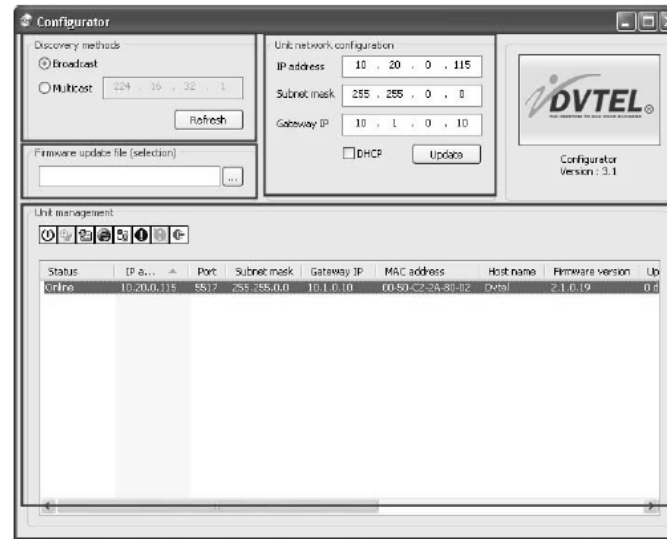 Configurator
Discovery methods
Broadcast
Multicast 224 . 16 . 32 . 1
Refresh
Firmware update file (selection)
...
Unit network configuration
IP address 10 . 20 . 0 . 115
Subnet mask 255 . 255 . 0 . 0
Gateway IP 10 . 1 . 0 . 10
DHCP
Update
DVTEL®
Configurator
Version : 3.1
Unit management
Status IP a... Port Subnet mask Gateway IP MAC address Host name Firmware version Up
Online 10.20.0.115 5517 255.255.0.0 10.1.0.10 00-50-C2-2A-80-02 Dvtel 2.1.0.19 0 d